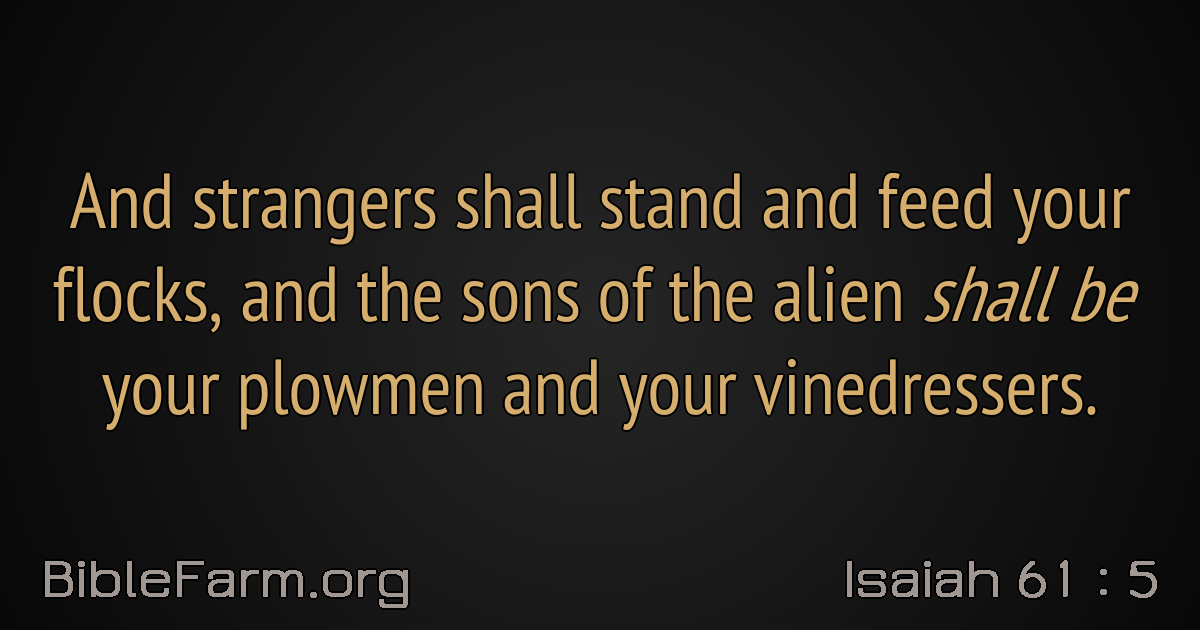 And strangers shall stand and feed your
flocks, and the sons of the alien shall be
your plowmen and your vinedressers.
BibleFarm.org
Isaiah 61 : 5